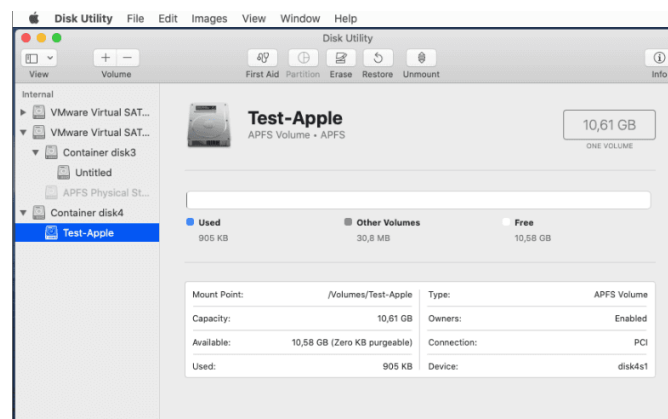 Disk Utility File Edit Images View Window Help
Disk Utility
View Volume First Aid Partition Erase Restore Unmount Info
Internal
VMware Virtual SAT...
VMware Virtual SAT...
Container disk3
Untitled
APFS Physical St...
Container disk4
Test-Apple
Test-Apple
APFS Volume • APFS
10,61 GB
ONE VOLUME
Used Other Volumes Free
905 KB 30,8 MB 10,58 GB
Mount Point: /Volumes/Test-Apple Type: APFS Volume
Capacity: 10,61 GB Owners: Enabled
Available: 10,58 GB (Zero KB purgeable) Connection: PCI
Used: 905 KB Device: disk4s1